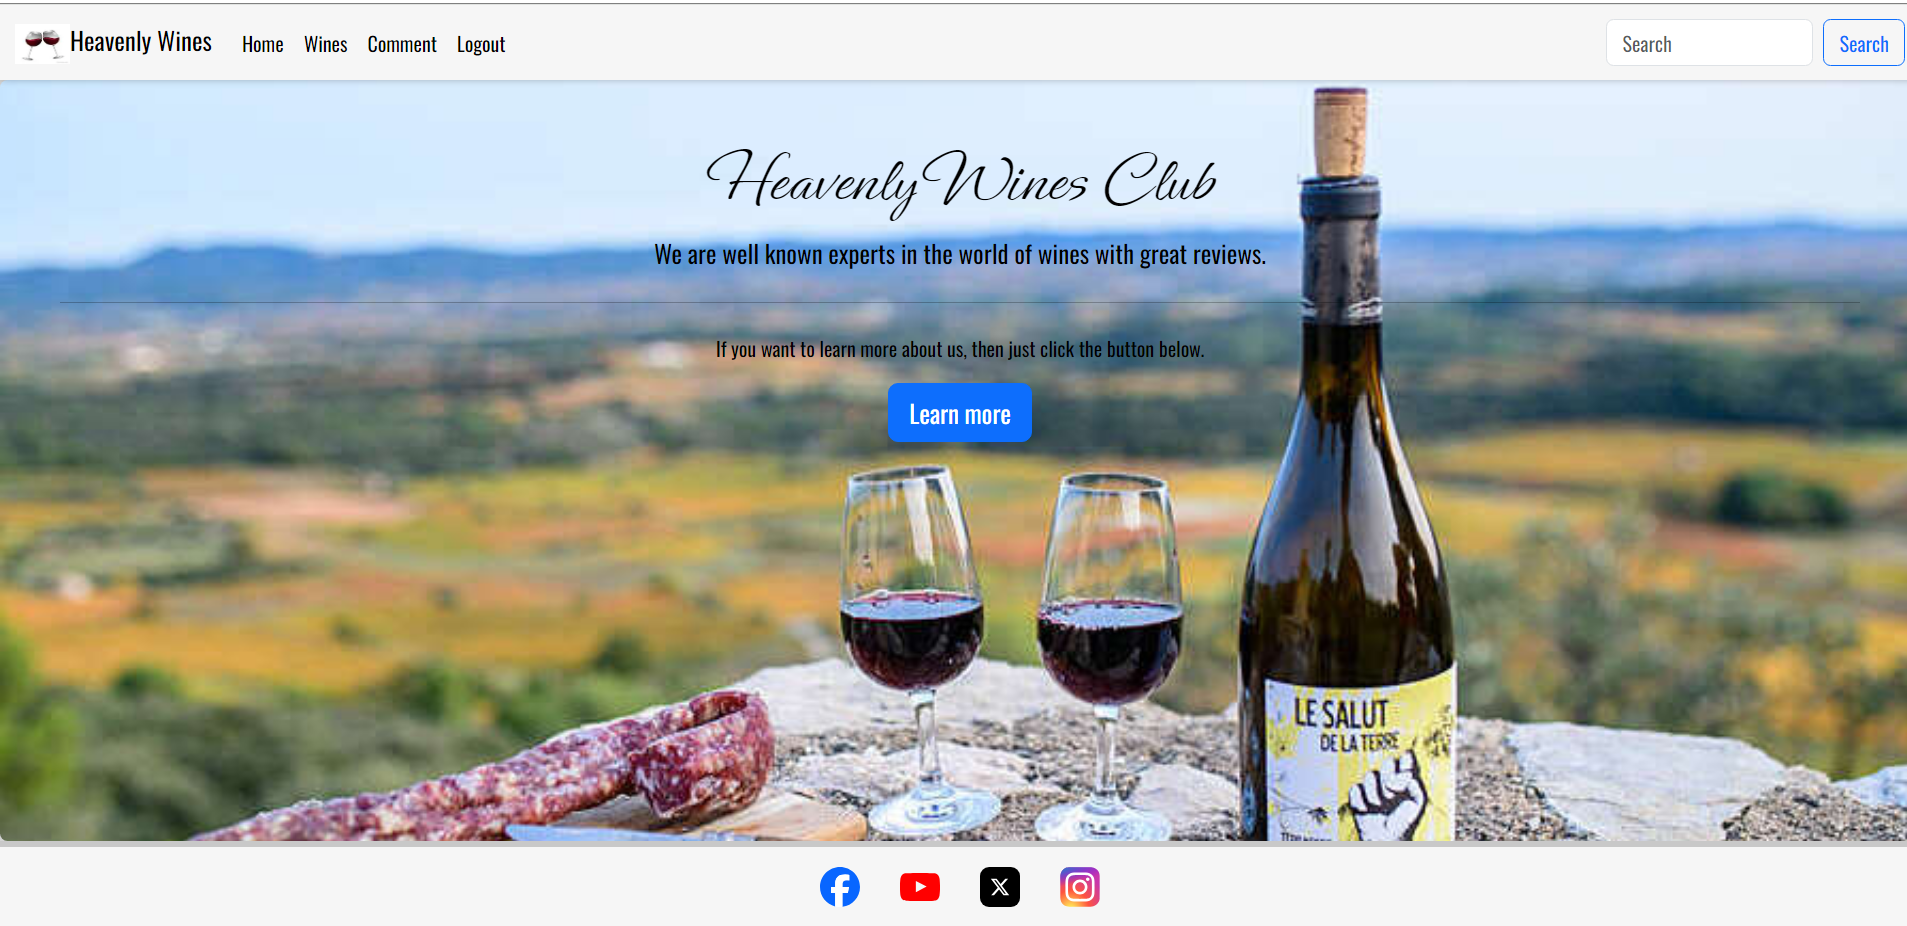 Heavenly Wines Home Wines Comment Logout Search Search
Heavenly Wines Club
We are well known experts in the world of wines with great reviews.
If you want to learn more about us, then just click the button below.
Learn more
LE SALUT
DE LA TERRE